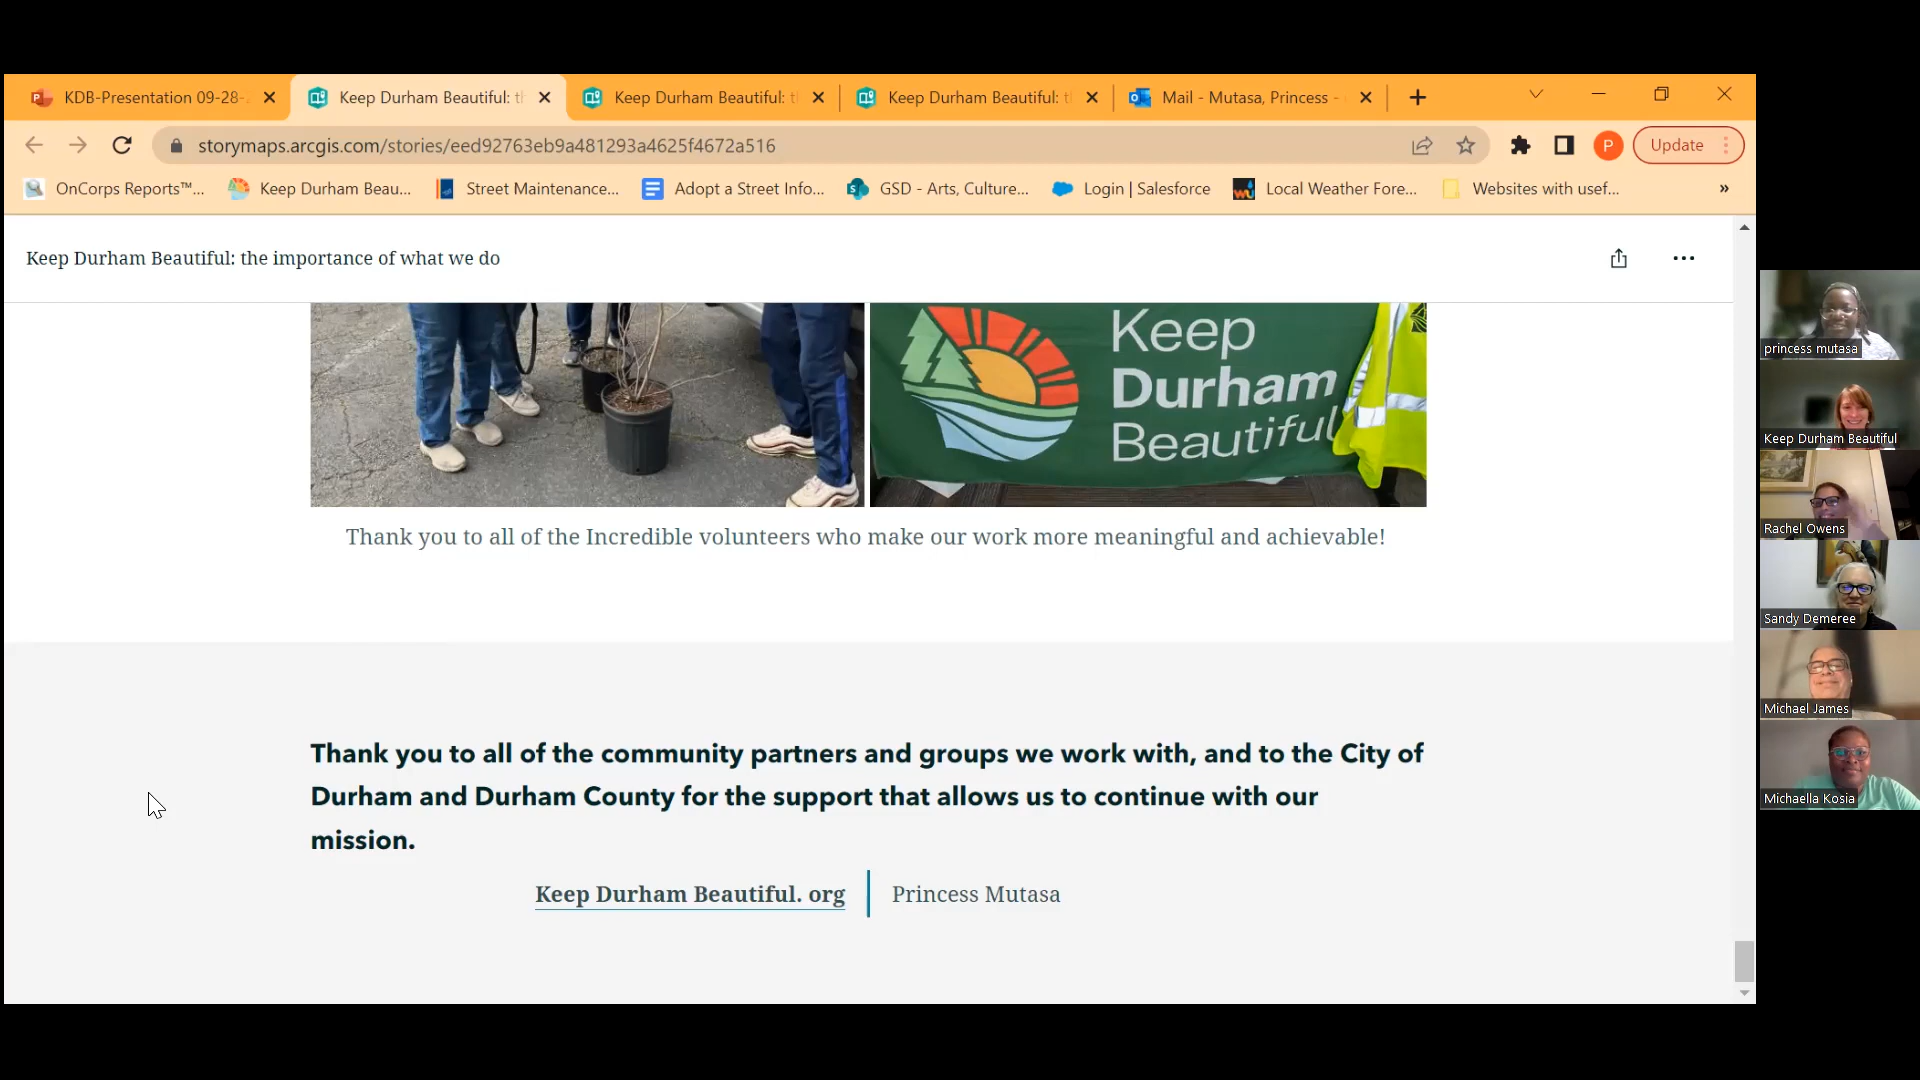 KDB-Presentation 09-28-
Keep Durham Beautiful: t
Keep Durham Beautiful: t
Keep Durham Beautiful: t
Mail - Mutasa, Princess -
storymaps.arcgis.com/stories/eed92763eb9a481293a4625f4672a516
P
Update
OnCorps Reports™...
Keep Durham Beau...
Street Maintenance...
Adopt a Street Info...
GSD - Arts, Culture...
Login | Salesforce
Local Weather Fore...
Websites with usef...
»
Keep Durham Beautiful: the importance of what we do
Keep
Durham
Beautiful
Thank you to all of the Incredible volunteers who make our work more meaningful and achievable!
Thank you to all of the community partners and groups we work with, and to the City of
Durham and Durham County for the support that allows us to continue with our
mission.
Keep Durham Beautiful. org
Princess Mutasa
princess mutasa
Keep Durham Beautiful
Rachel Owens
Sandy Demeree
Michael James
Michaella Kosia